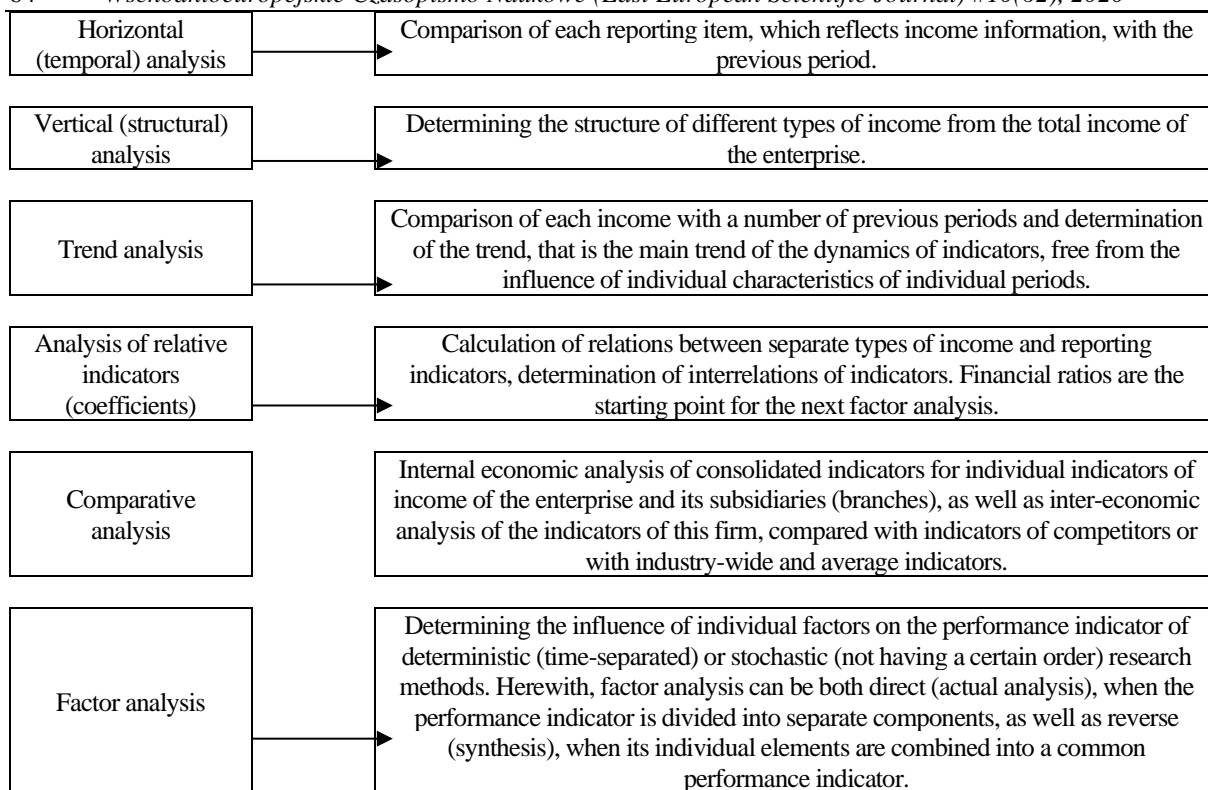 Horizontal
(temporal) analysis
Comparison of each reporting item, which reflects income information, with the
previous period.
Vertical (structural)
analysis
Determining the structure of different types of income from the total income of
the enterprise.
Trend analysis
Comparison of each income with a number of previous periods and determination
of the trend, that is the main trend of the dynamics of indicators, free from the
influence of individual characteristics of individual periods.
Analysis of relative
indicators
(coefficients)
Calculation of relations between separate types of income and reporting
indicators, determination of interrelations of indicators. Financial ratios are the
starting point for the next factor analysis.
Comparative
analysis
Internal economic analysis of consolidated indicators for individual indicators of
income of the enterprise and its subsidiaries (branches), as well as inter-economic
analysis of the indicators of this firm, compared with indicators of competitors or
with industry-wide and average indicators.
Factor analysis
Determining the influence of individual factors on the performance indicator of
deterministic (time-separated) or stochastic (not having a certain order) research
methods. Herewith, factor analysis can be both direct (actual analysis), when the
performance indicator is divided into separate components, as well as reverse
(synthesis), when its individual elements are combined into a common
performance indicator.